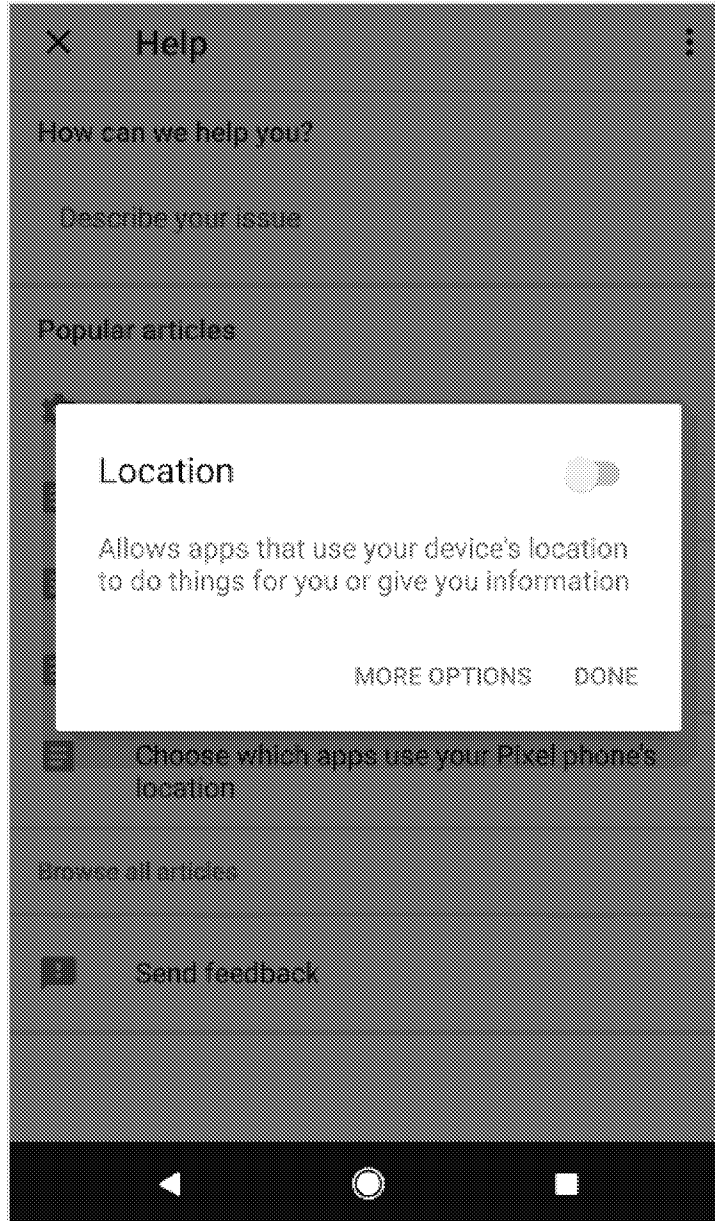 Help
How can we help you?
Describe your issue
Popular articles
Location
Allows apps that use your device's location
to do things for you or give you information
MORE OPTIONS DONE
Choose which apps use your Pixel phone's
location
Browse all articles
Send feedback